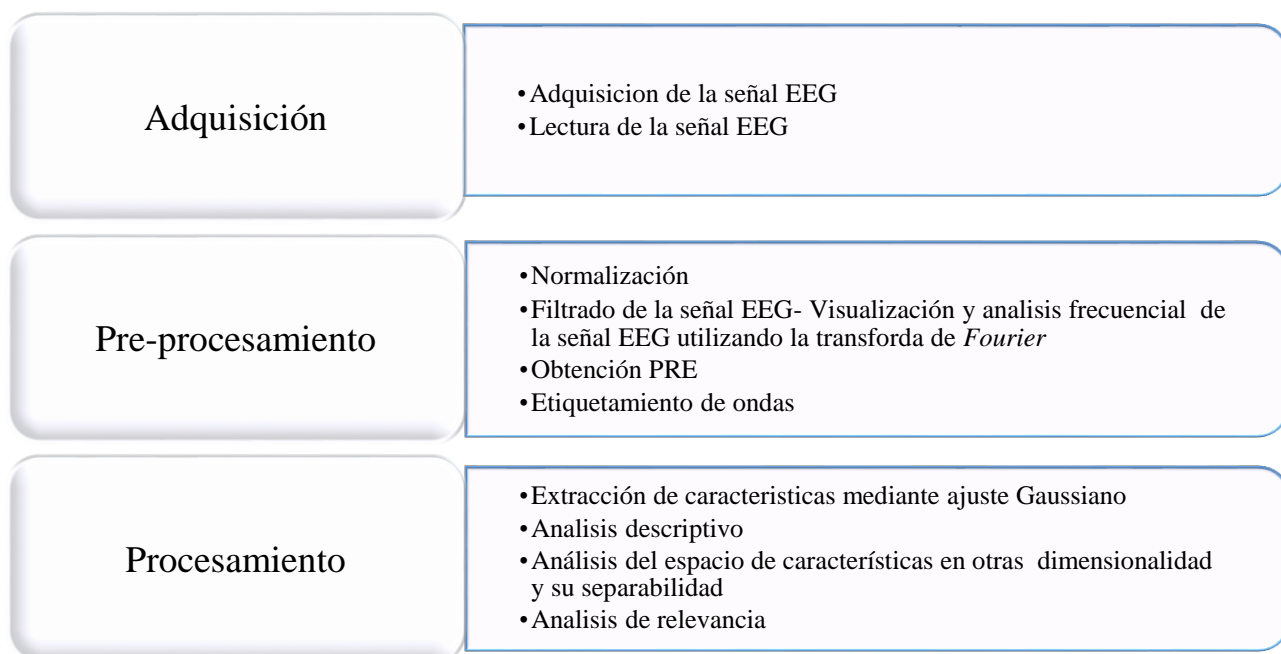 Adquisición
•Adquisicion de la señal EEG
•Lectura de la señal EEG
Pre-procesamiento
•Normalización
•Filtrado de la señal EEG- Visualización y analisis frecuencial de
la señal EEG utilizando la transforda de Fourier
•Obtención PRE
•Etiquetamiento de ondas
Procesamiento
•Extracción de caracteristicas mediante ajuste Gaussiano
•Analisis descriptivo
•Análisis del espacio de características en otras dimensionalidad
y su separabilidad
•Analisis de relevancia